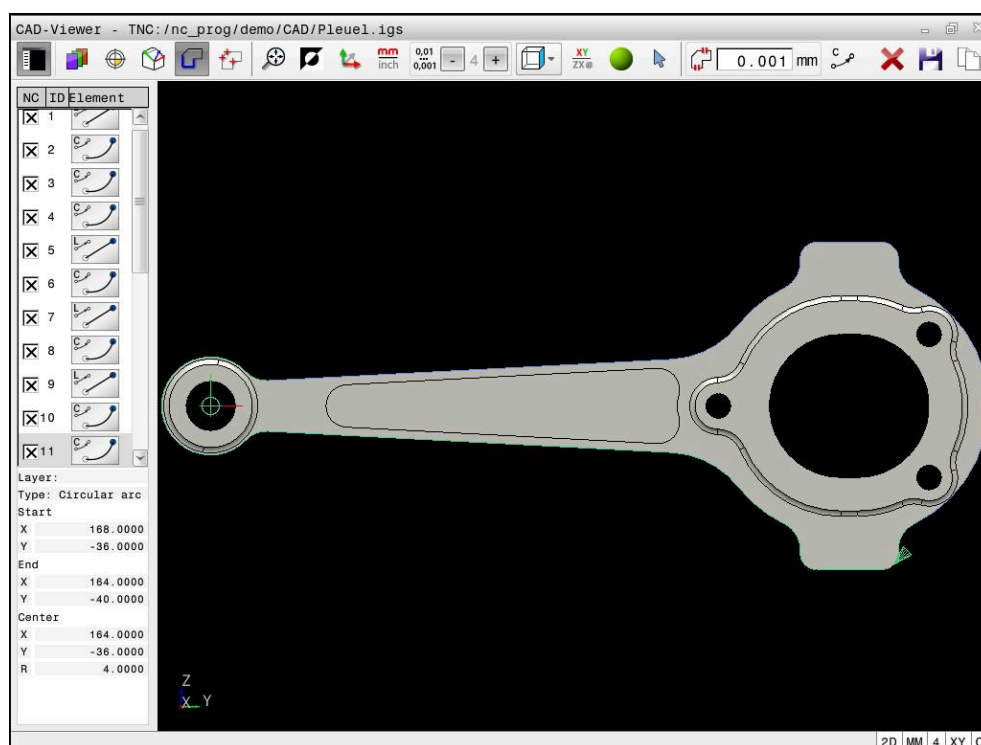 CAD-Viewer - TNC:/nc_prog/demo/CAD/Pleuel.igs
mm
inch
0,01
0,001
- 4 +
XY
ZX
0.001 mm
C
NC ID Element
1
C 2
C 3
C 4
L 5
C 6
L 7
C 8
L 9
C 10
C 11
Layer:
Type: Circular arc
Start
X 168.0000
Y -36.0000
End
X 164.0000
Y -40.0000
Center
X 164.0000
Y -36.0000
R 4.0000
Z
X Y
2D MM 4 XY